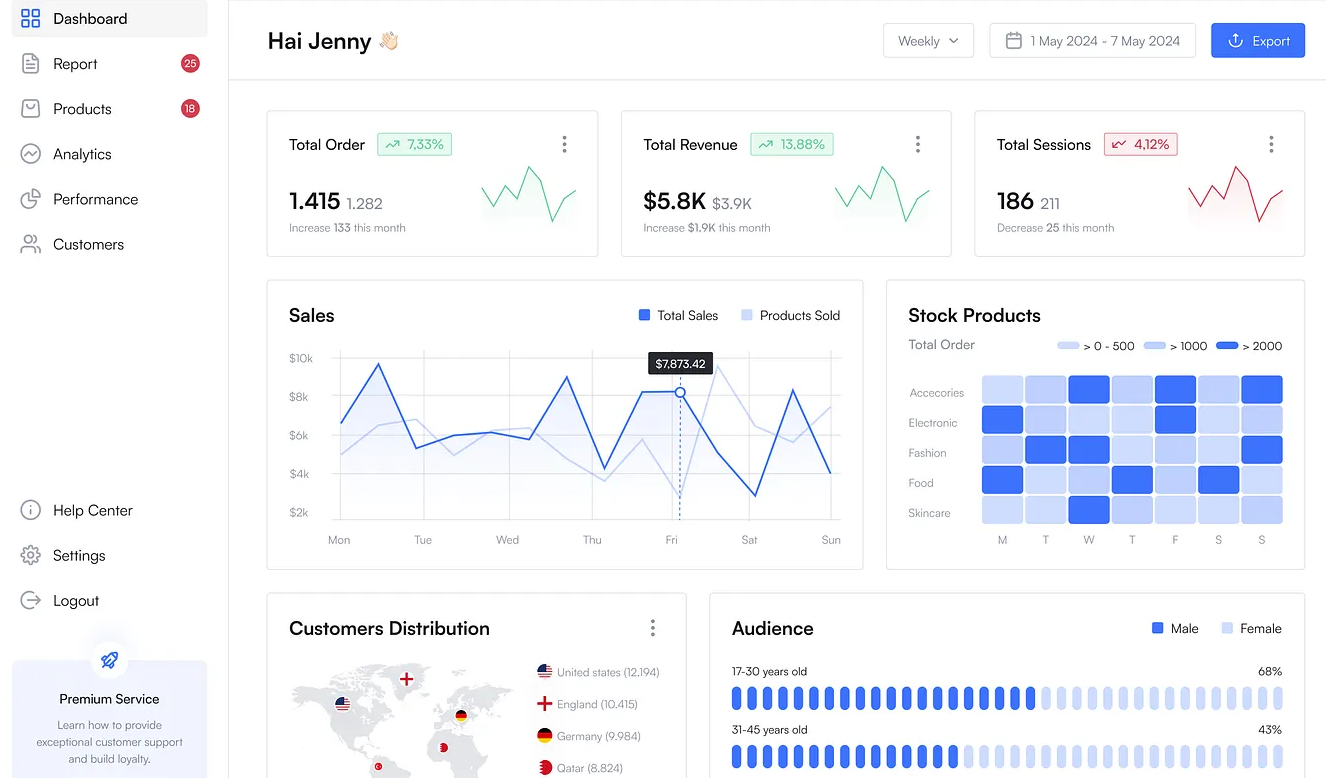 Dashboard
Report 25
Products 18
Analytics
Performance
Customers
Help Center
Settings
Logout
Premium Service
Learn how to provide
exceptional customer support
and build loyalty.
Hai Jenny 👋🏻
Weekly
1 May 2024 - 7 May 2024
Export
Total Order 7,33%
1.415 1.282
Increase 133 this month
Total Revenue 13.88%
$5.8K $3.9K
Increase $1,9K this month
Total Sessions 4,12%
186 211
Decrease 25 this month
Sales
Total Sales Products Sold
$7,873.42
$10k
$8k
$6k
$4k
$2k
Mon Tue Wed Thu Fri Sat Sun
Stock Products
Total Order
> 0 - 500 > 1000 > 2000
Accecories
Electronic
Fashion
Food
Skincare
M T W T F S S
Customers Distribution
United states (12.194)
England (10.415)
Germany (9.984)
Qatar (8.824)
Audience
Male Female
17-30 years old 68%
31-45 years old 43%